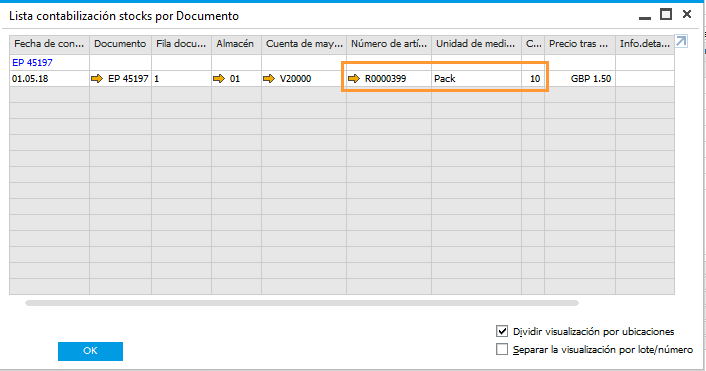 Lista contabilización stocks por Documento
Fecha de con... Documento Fila docu... Almacén Cuenta de may... Número de artí... Unidad de medi... C... Precio tras ... Info.deta...
EP 45197
01.05.18 EP 45197 1 01 V20000 R0000399 Pack 10 GBP 1.50
Dividir visualización por ubicaciones
OK
Separar la visualización por lote/número